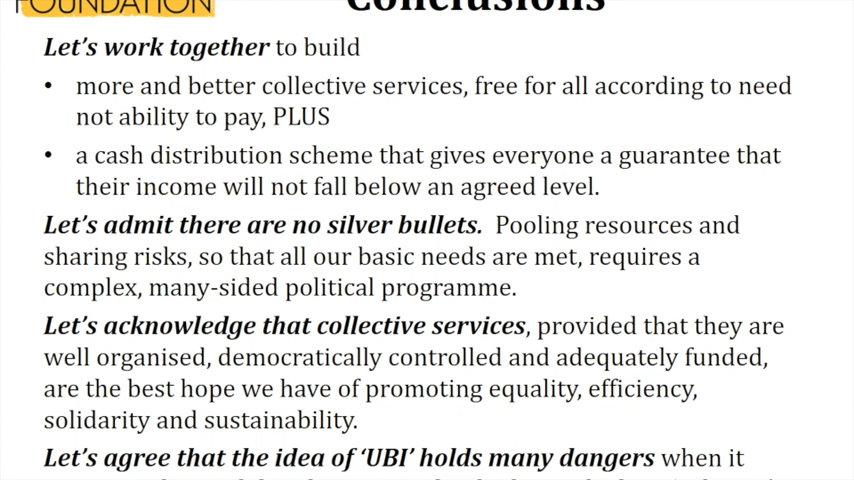 FOUNDATION
Conclusions
Let's work together to build
• more and better collective services, free for all according to need
not ability to pay, PLUS
• a cash distribution scheme that gives everyone a guarantee that
their income will not fall below an agreed level.
Let's admit there are no silver bullets. Pooling resources and
sharing risks, so that all our basic needs are met, requires a
complex, many-sided political programme.
Let's acknowledge that collective services, provided that they are
well organised, democratically controlled and adequately funded,
are the best hope we have of promoting equality, efficiency,
solidarity and sustainability.
Let's agree that the idea of 'UBI' holds many dangers when it